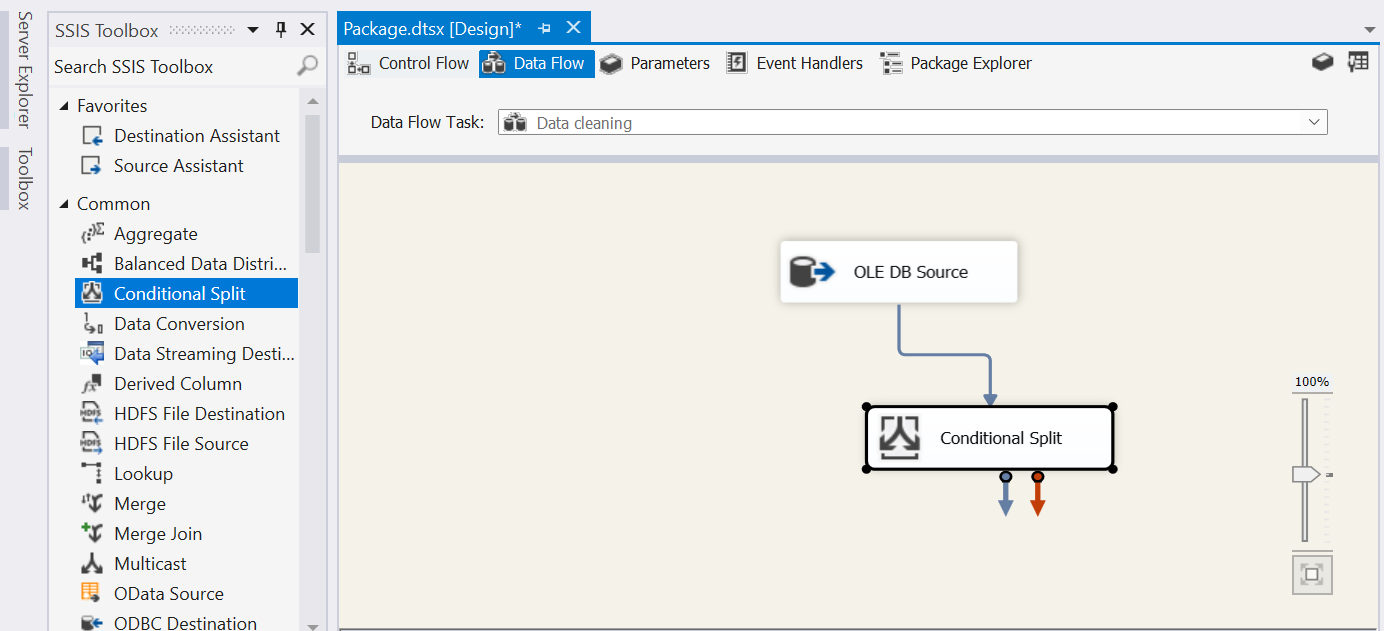 Server Explorer
Toolbox
SSIS Toolbox
Search SSIS Toolbox
Favorites
Destination Assistant
Source Assistant
Common
Aggregate
Balanced Data Distri...
Conditional Split
Data Conversion
Data Streaming Desti...
Derived Column
HDFS File Destination
HDFS File Source
Lookup
Merge
Merge Join
Multicast
OData Source
ODBC Destination
Package.dtsx [Design]*
Control Flow Data Flow Parameters Event Handlers Package Explorer
Data Flow Task: Data cleaning
OLE DB Source
Conditional Split
100%